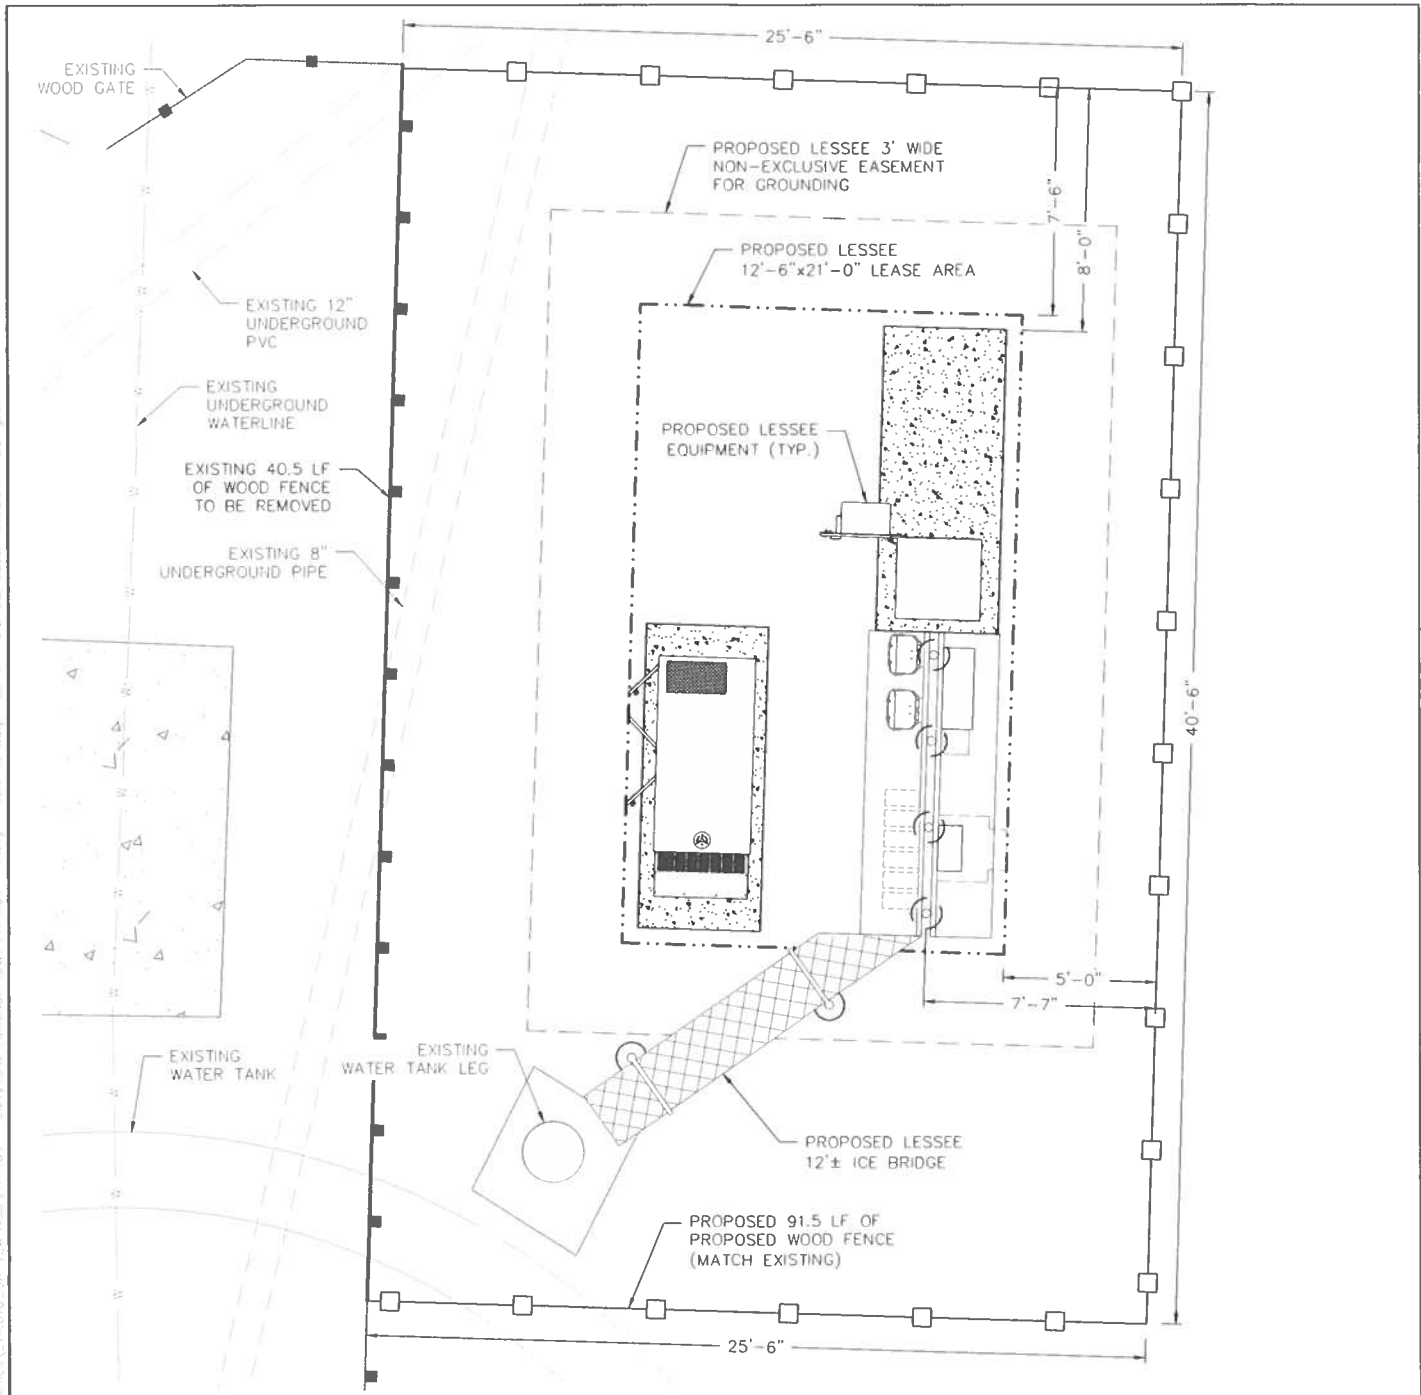 25'-6"
EXISTING
WOOD GATE
PROPOSED LESSEE 3' WIDE
NON-EXCLUSIVE EASEMENT
FOR GROUNDING
7'-6"
8'-0"
PROPOSED LESSEE
12'-6"x21'-0" LEASE AREA
EXISTING 12"
UNDERGROUND
PVC
EXISTING
UNDERGROUND
WATERLINE
PROPOSED LESSEE
EQUIPMENT (TYP.)
EXISTING 40.5 LF
OF WOOD FENCE
TO BE REMOVED
EXISTING 8"
UNDERGROUND PIPE
40'-6"
5'-0"
7'-7"
EXISTING
WATER TANK
EXISTING
WATER TANK LEG
PROPOSED LESSEE
12'± ICE BRIDGE
PROPOSED 91.5 LF OF
PROPOSED WOOD FENCE
(MATCH EXISTING)
25'-6"